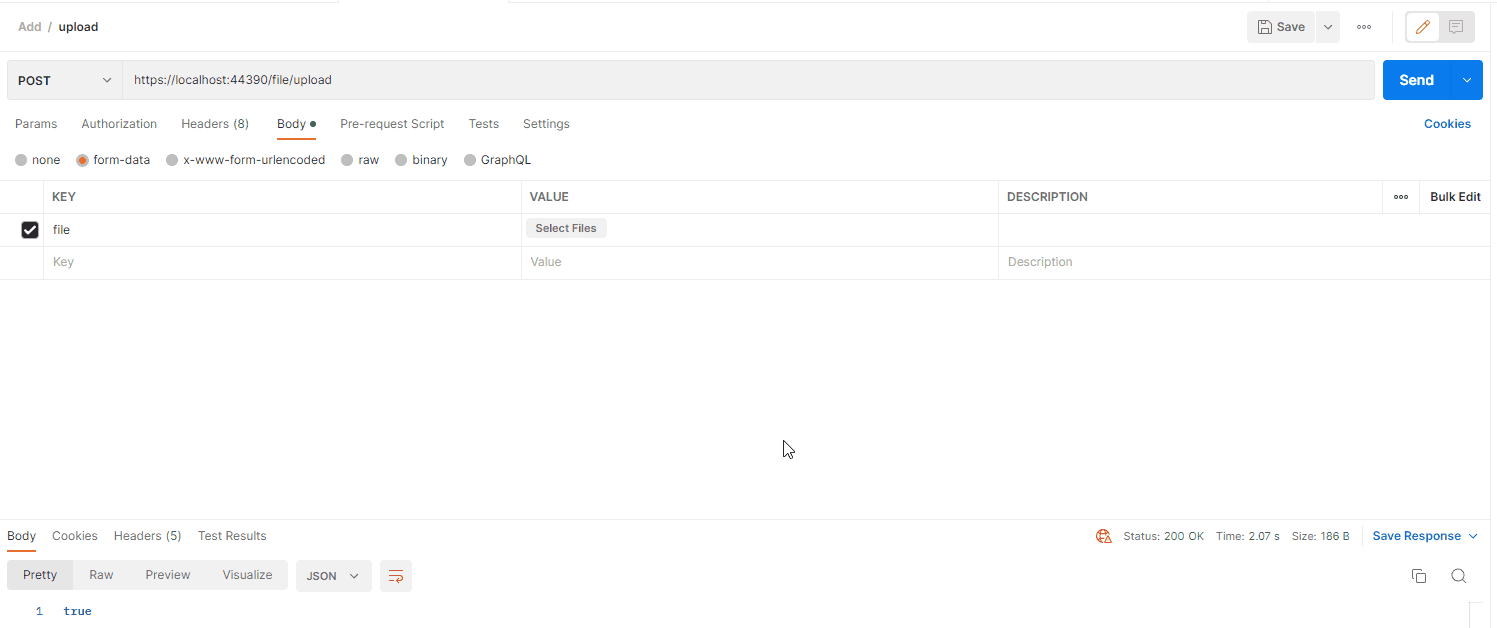 Add / upload Save
POST https://localhost:44390/file/upload Send
Params Authorization Headers (8) Body Pre-request Script Tests Settings Cookies
none form-data x-www-form-urlencoded raw binary GraphQL
KEY VALUE DESCRIPTION Bulk Edit
file Select Files
Key Value Description
Body Cookies Headers (5) Test Results Status: 200 OK Time: 2.07 s Size: 186 B Save Response
Pretty Raw Preview Visualize JSON
1 true